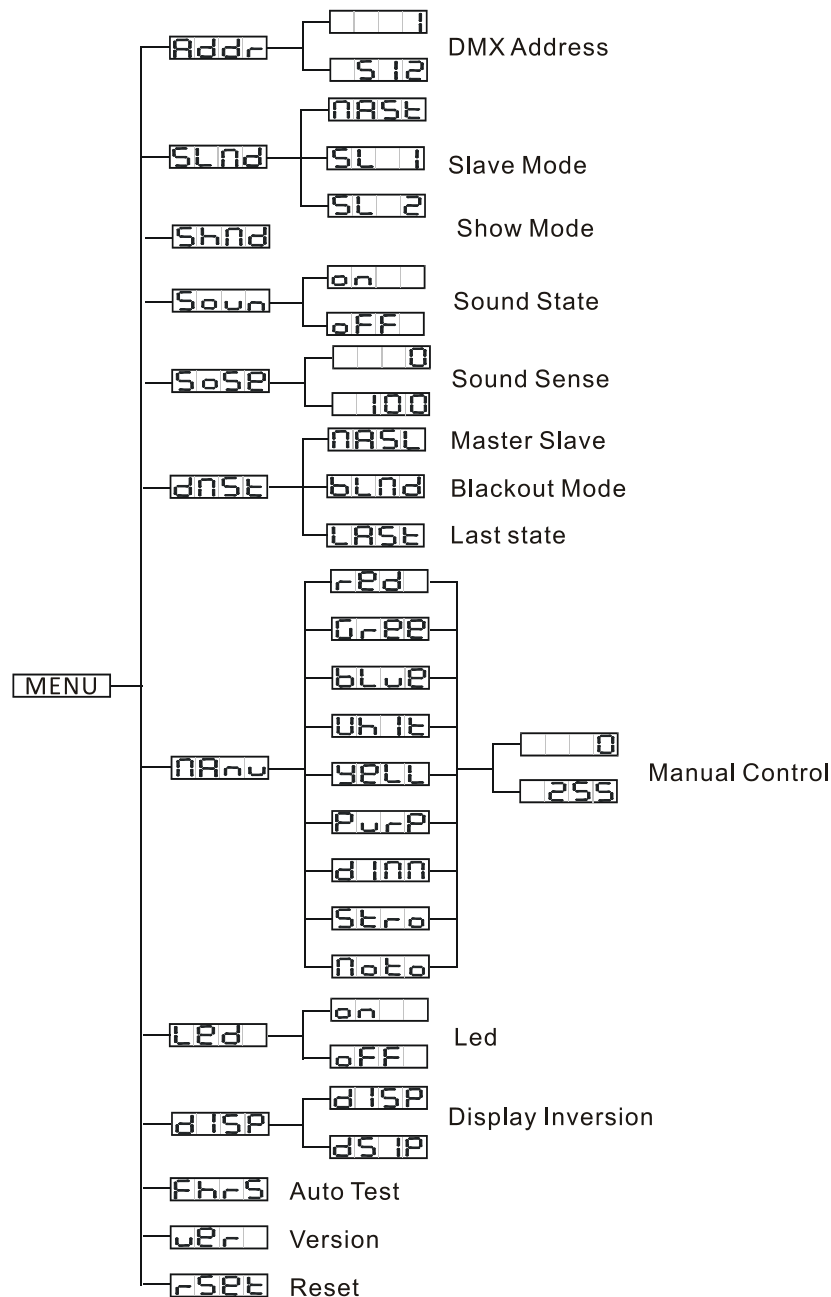 Addr
1
512
DMX Address
SLMd
MASt
SL 1
SL 2
Slave Mode
ShMd
Show Mode
Soun
on
oFF
Sound State
SoSe
0
100
Sound Sense
dMSt
MASL
Master Slave
bLMd
Blackout Mode
LASt
Last state
MENU
MAnu
red
Gree
bLue
UhIt
yeLL
PurP
dIMM
Stro
Moto
0
255
Manual Control
Led
on
oFF
Led
dISP
dISP
dSIP
Display Inversion
FhrS
Auto Test
uer
Version
rSet
Reset